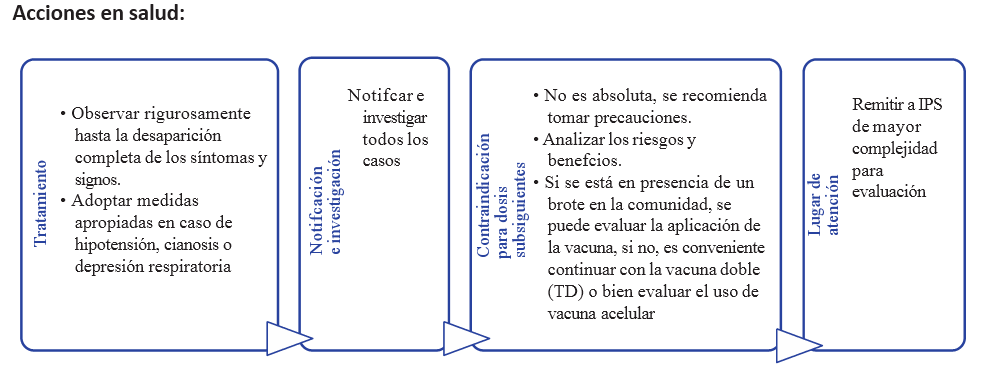 Acciones en salud:
Tratamiento
• Observar rigurosamente
hasta la desaparición
completa de los síntomas y
signos.
• Adoptar medidas
apropiadas en caso de
hipotensión, cianosis o
depresión respiratoria
Notifcación
e investigación
Notifcar e
investigar
todos los
casos
Contraindicación
para dosis
subsiguientes
• No es absoluta, se recomienda
tomar precauciones.
• Analizar los riesgos y
benefcios.
• Si se está en presencia de un
brote en la comunidad, se
puede evaluar la aplicación de
la vacuna, si no, es conveniente
continuar con la vacuna doble
(TD) o bien evaluar el uso de
vacuna acelular
Lugar de
atención
Remitir a IPS
de mayor
complejidad
para
evaluación